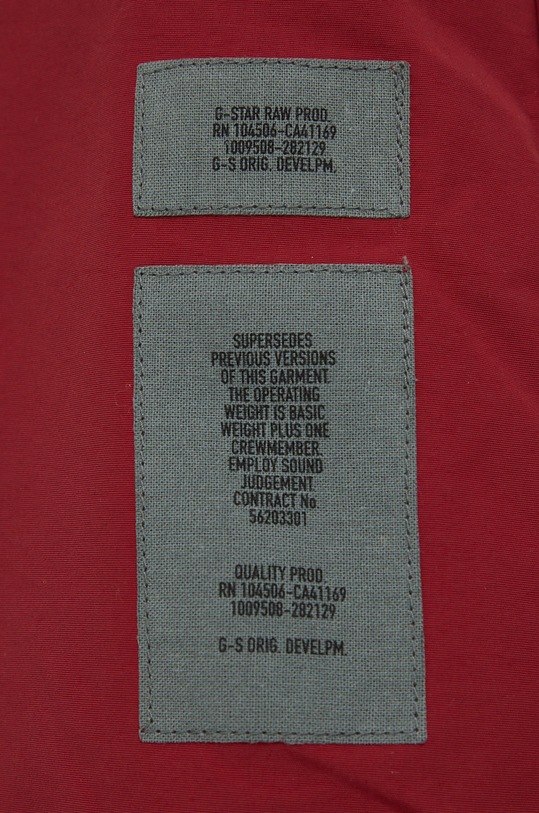 G-STAR RAW PROD.
RN 104506-CA41169
1009508-282129
G-S ORIG. DEVELPM.
SUPERSEDES
PREVIOUS VERSIONS
OF THIS GARMENT.
THE OPERATING
WEIGHT IS BASIC
WEIGHT PLUS ONE
CREWMEMBER.
EMPLOY SOUND
JUDGEMENT.
CONTRACT No.
56203301
QUALITY PROD.
RN 104506-CA41169
1009508-282129
G-S ORIG. DEVELPM.